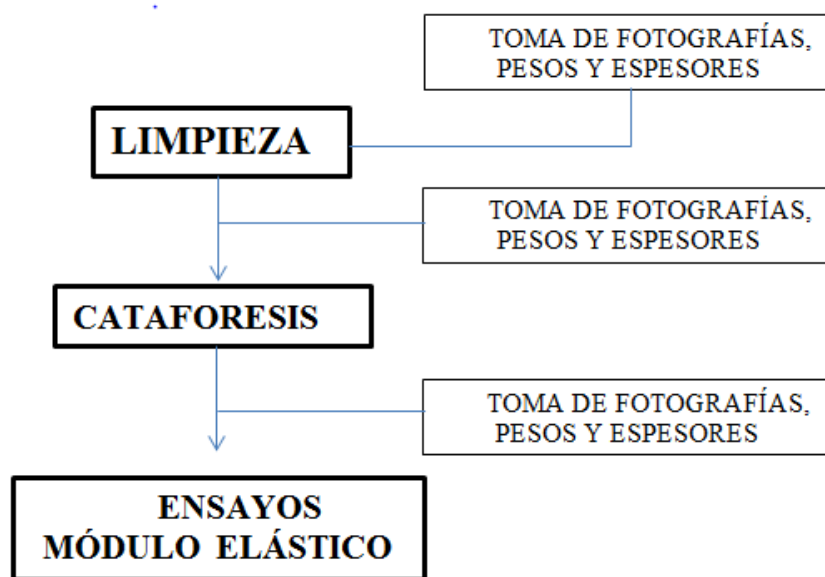 TOMA DE FOTOGRAFÍAS,
PESOS Y ESPESORES
LIMPIEZA
TOMA DE FOTOGRAFÍAS,
PESOS Y ESPESORES
CATAFORESIS
TOMA DE FOTOGRAFÍAS,
PESOS Y ESPESORES
ENSAYOS
MÓDULO ELÁSTICO